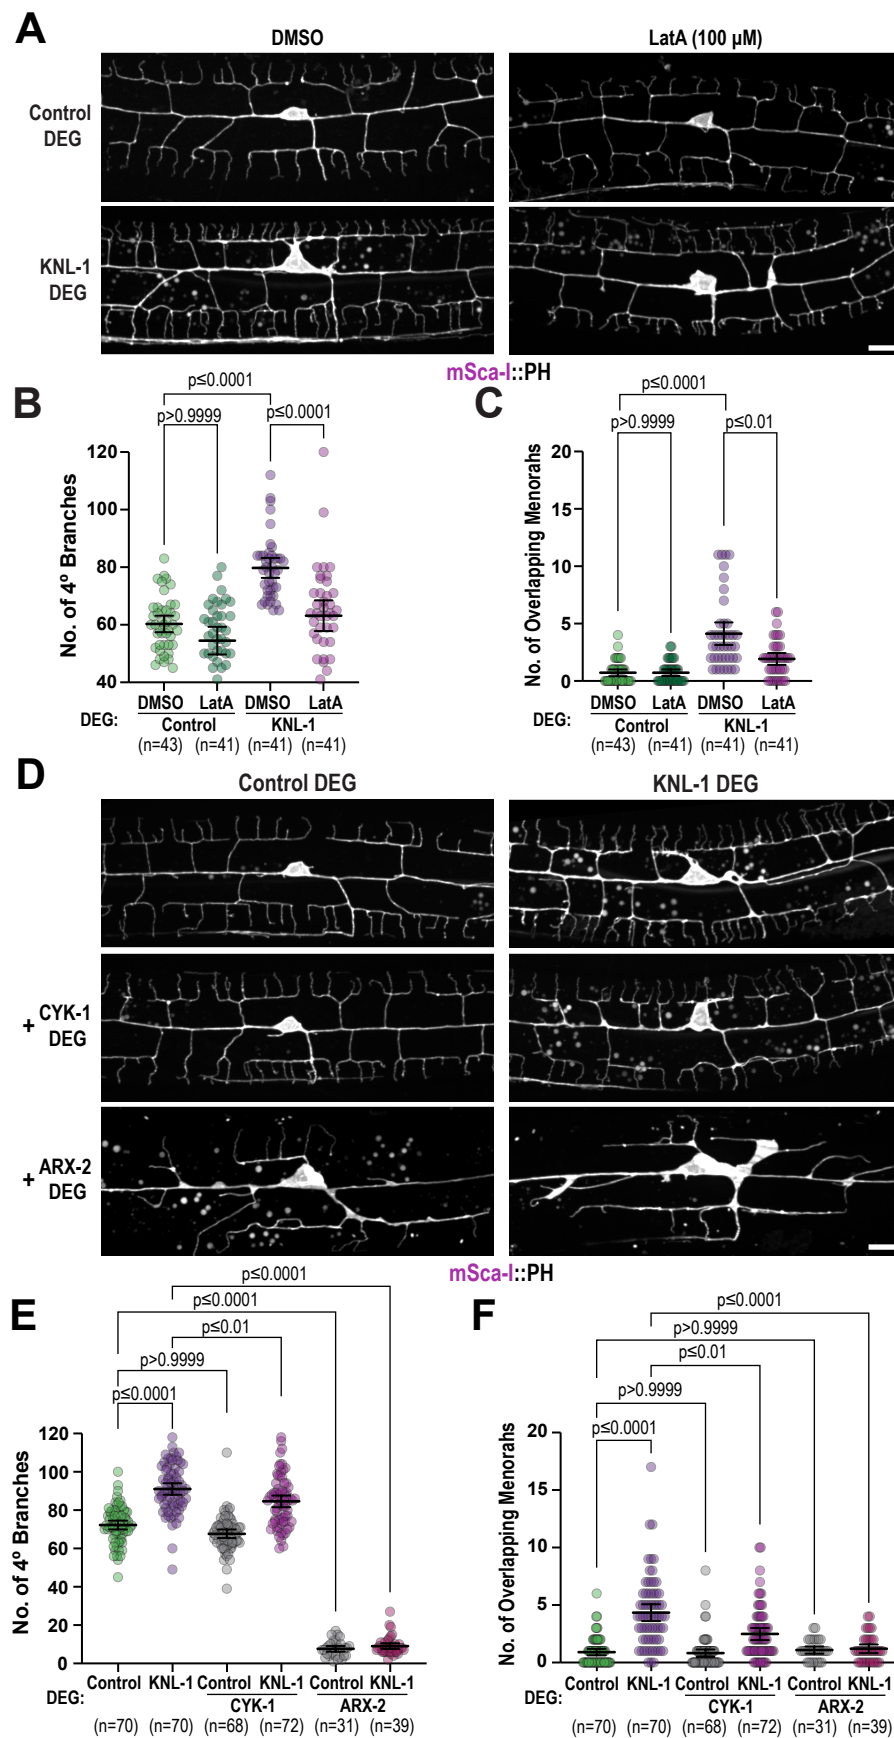 A
DMSO
LatA (100 µM)
Control
DEG
KNL-1
DEG
mSca-I::PH
B
p≤0.0001
p>0.9999
p≤0.0001
No. of 4º Branches
120
100
80
60
40
DMSO LatA DMSO LatA
DEG: Control KNL-1
(n=43) (n=41) (n=41) (n=41)
C
p≤0.0001
p>0.9999
p≤0.01
No. of Overlapping Menorahs
20
15
10
5
0
DMSO LatA DMSO LatA
DEG: Control KNL-1
(n=43) (n=41) (n=41) (n=41)
D
Control DEG
KNL-1 DEG
+ CYK-1
DEG
+ ARX-2
DEG
mSca-I::PH
E
p≤0.0001
p≤0.0001
p≤0.01
p>0.9999
p≤0.0001
No. of 4º Branches
120
100
80
60
40
20
0
Control KNL-1 Control KNL-1 Control KNL-1
DEG: CYK-1 ARX-2
(n=70) (n=70) (n=68) (n=72) (n=31) (n=39)
F
p≤0.0001
p>0.9999
p≤0.01
p>0.9999
p≤0.0001
No. of Overlapping Menorahs
20
15
10
5
0
Control KNL-1 Control KNL-1 Control KNL-1
DEG: CYK-1 ARX-2
(n=70) (n=70) (n=68) (n=72) (n=31) (n=39)